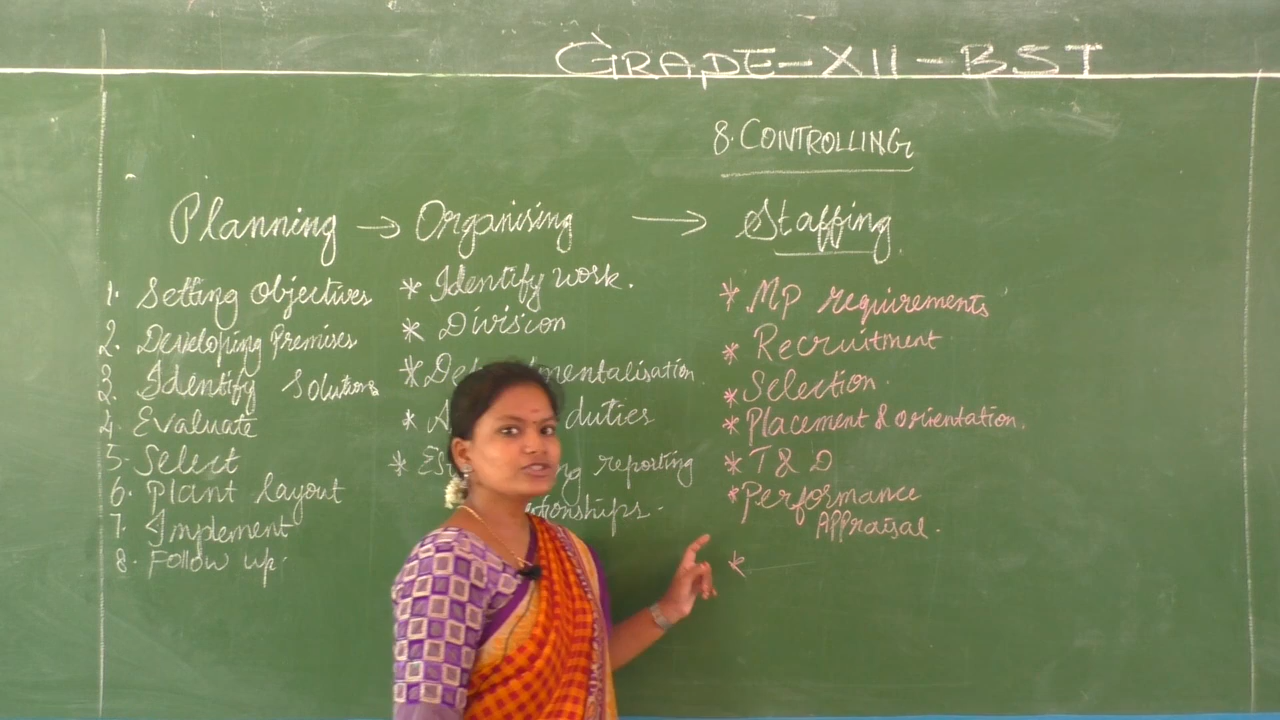 GRADE-XII-BST
8. CONTROLLING
Planning → Organising → Staffing
1. Setting Objectives
2. Developing Premises
3. Identify Solutions
4. Evaluate
5. Select
6. Plant layout
7. Implement
8. Follow up.
* Identify work.
* Division
* mentalisation
* duties
* reporting
* MP requirements
* Recruitment
* Selection.
* Placement & orientation.
* T & D
* Performance
Appraisal.
*